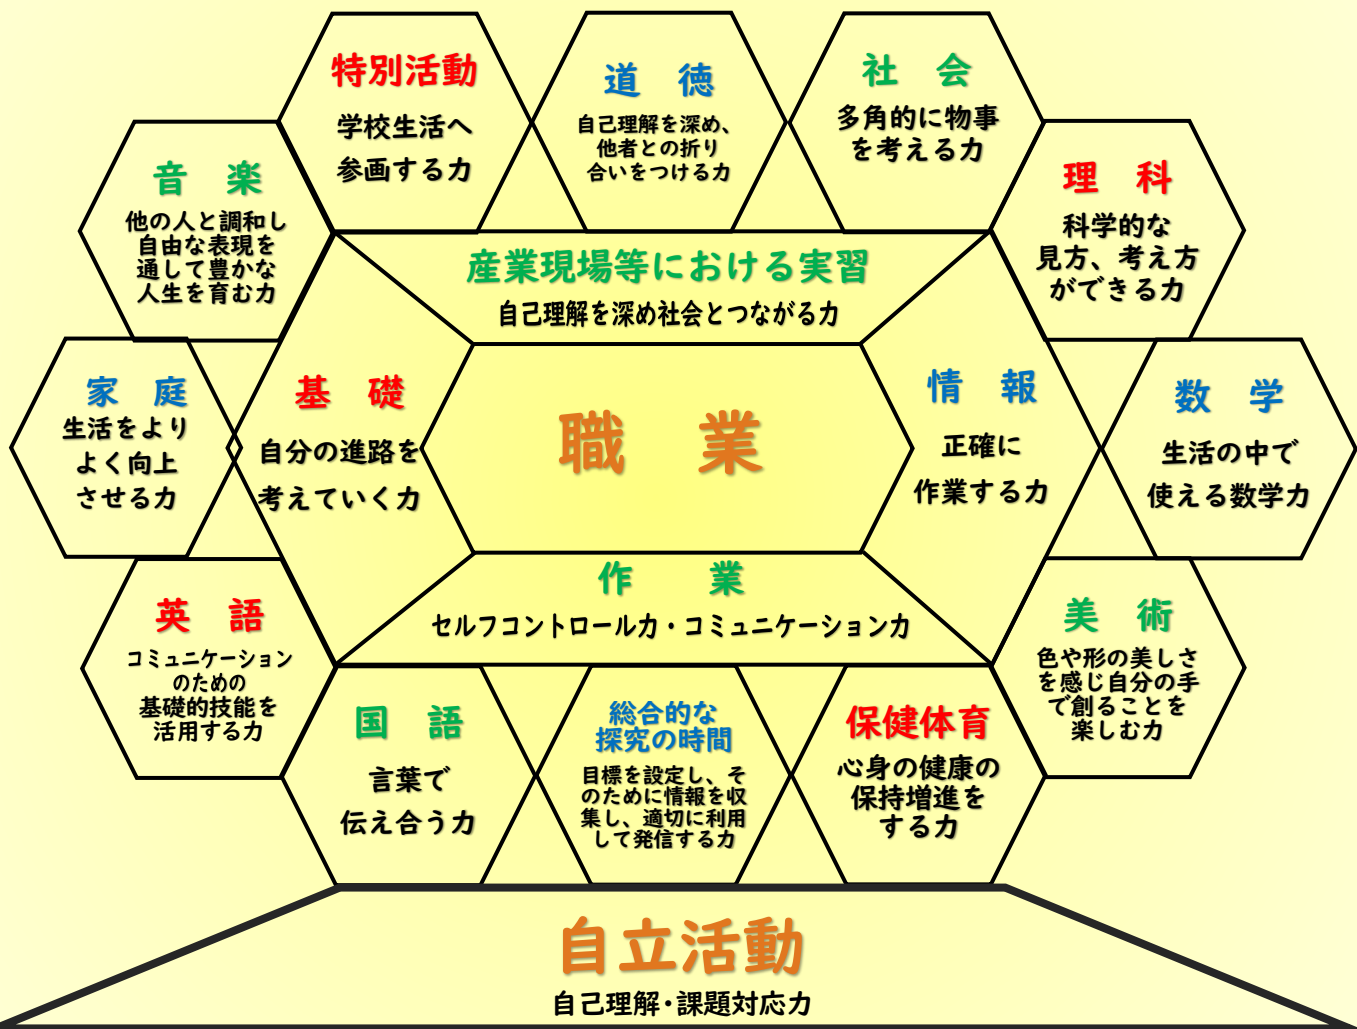 特別活動
学校生活へ
参画する力
道　徳
自己理解を深め、
他者との折り
合いをつける力
社　会
多角的に物事
を考える力
音　楽
他の人と調和し
自由な表現を
通して豊かな
人生を育む力
理　科
科学的な
見方、考え方
ができる力
産業現場等における実習
自己理解を深め社会とつながる力
家　庭
生活をより
よく向上
させる力
基　礎
自分の進路を
考えていく力
職　業
情　報
正確に
作業する力
数　学
生活の中で
使える数学力
作　業
セルフコントロール力・コミュニケーション力
英　語
コミュニケーション
のための
基礎的技能を
活用する力
美　術
色や形の美しさ
を感じ自分の手
で創ることを
楽しむ力
国　語
言葉で
伝え合う力
総合的な
探究の時間
目標を設定し、そ
のために情報を収
集し、適切に利用
して発信する力
保健体育
心身の健康の
保持増進を
する力
自立活動
自己理解・課題対応力